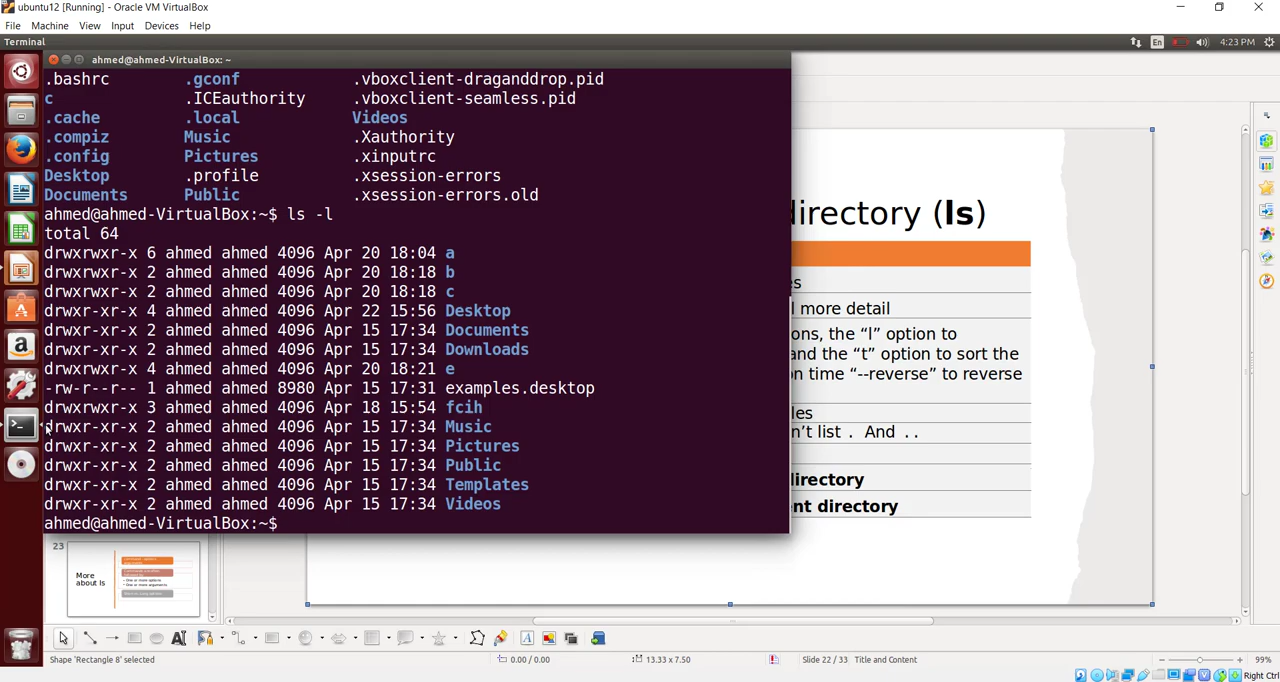 ubuntu12 [Running] - Oracle VM VirtualBox
File Machine View Input Devices Help
Terminal
En
4:23 PM
ahmed@ahmed-VirtualBox: ~
.bashrc .gconf .vboxclient-draganddrop.pid
c .ICEauthority .vboxclient-seamless.pid
.cache .local Videos
.compiz Music .Xauthority
.config Pictures .xinputrc
Desktop .profile .xsession-errors
Documents Public .xsession-errors.old
ahmed@ahmed-VirtualBox:~$ ls -l
total 64
drwxrwxr-x 6 ahmed ahmed 4096 Apr 20 18:04 a
drwxrwxr-x 2 ahmed ahmed 4096 Apr 20 18:18 b
drwxrwxr-x 2 ahmed ahmed 4096 Apr 20 18:18 c
drwxr-xr-x 4 ahmed ahmed 4096 Apr 22 15:56 Desktop
drwxr-xr-x 2 ahmed ahmed 4096 Apr 15 17:34 Documents
drwxr-xr-x 2 ahmed ahmed 4096 Apr 15 17:34 Downloads
drwxrwxr-x 4 ahmed ahmed 4096 Apr 20 18:21 e
-rw-r--r-- 1 ahmed ahmed 8980 Apr 15 17:31 examples.desktop
drwxrwxr-x 3 ahmed ahmed 4096 Apr 18 15:54 fcih
drwxr-xr-x 2 ahmed ahmed 4096 Apr 15 17:34 Music
drwxr-xr-x 2 ahmed ahmed 4096 Apr 15 17:34 Pictures
drwxr-xr-x 2 ahmed ahmed 4096 Apr 15 17:34 Public
drwxr-xr-x 2 ahmed ahmed 4096 Apr 15 17:34 Templates
drwxr-xr-x 2 ahmed ahmed 4096 Apr 15 17:34 Videos
ahmed@ahmed-VirtualBox:~$
directory (ls)
es
l more detail
ons, the “l” option to
and the “t” option to sort the
on time “--reverse” to reverse
les
n’t list . And ..
directory
nt directory
23
More
about ls
• One or more options
• One or more arguments
Shape 'Rectangle 8' selected
0.00 / 0.00
13.33 x 7.50
Slide 22 / 33
Title and Content
99%
Right Ctrl